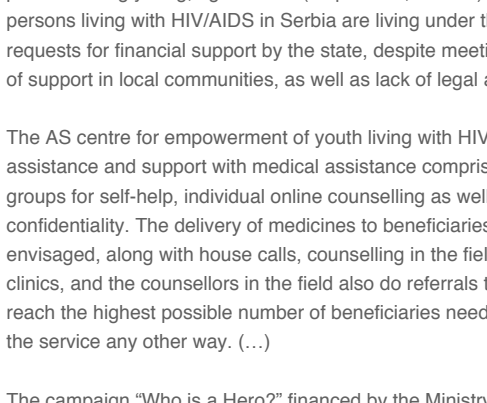 persons living with HIV/AIDS in Serbia are living under
requests for financial support by the state, despite
of support in local communities, as well as lack of legal
The AS centre for empowerment of youth living with HIV
assistance and support with medical assistance
groups for self-help, individual online counselling as
confidentiality. The delivery of medicines to beneficiaries
envisaged, along with house calls, counselling in the
clinics, and the counsellors in the field also do referrals
reach the highest possible number of beneficiaries
the service any other way. (…)
The campaign “Who is a Hero?” financed by the Ministry